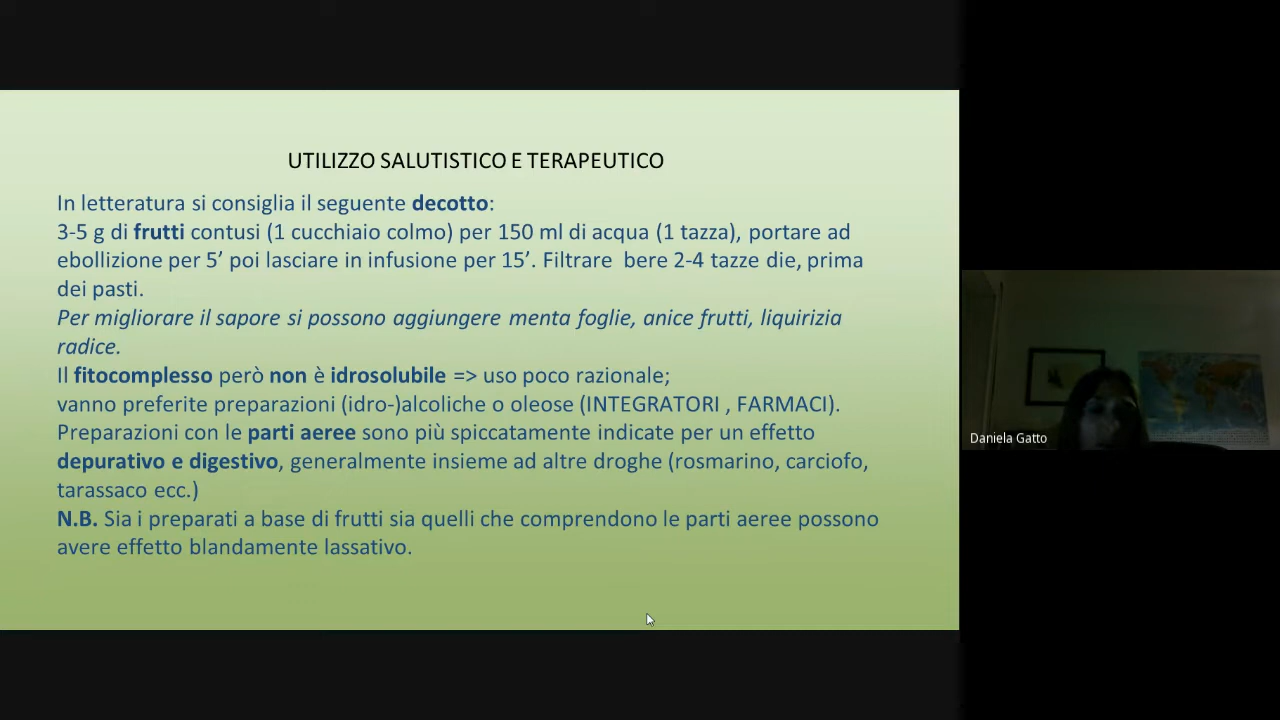 UTILIZZO SALUTISTICO E TERAPEUTICO
In letteratura si consiglia il seguente decotto:
3-5 g di frutti contusi (1 cucchiaio colmo) per 150 ml di acqua (1 tazza), portare ad
ebollizione per 5’ poi lasciare in infusione per 15’. Filtrare  bere 2-4 tazze die, prima
dei pasti.
Per migliorare il sapore si possono aggiungere menta foglie, anice frutti, liquirizia
radice.
Il fitocomplesso però non è idrosolubile => uso poco razionale;
vanno preferite preparazioni (idro-)alcoliche o oleose (INTEGRATORI , FARMACI).
Preparazioni con le parti aeree sono più spiccatamente indicate per un effetto
depurativo e digestivo, generalmente insieme ad altre droghe (rosmarino, carciofo,
tarassaco ecc.)
N.B. Sia i preparati a base di frutti sia quelli che comprendono le parti aeree possono
avere effetto blandamente lassativo.
Daniela Gatto